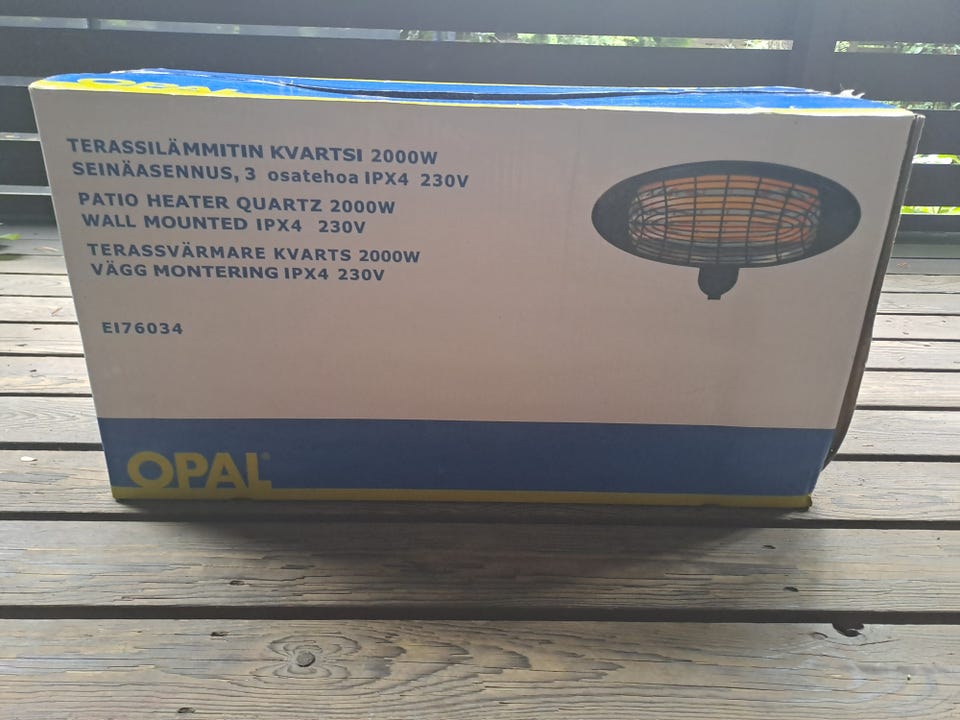 TERASSILÄMMITIN KVARTSI 2000W
SEINÄASENNUS, 3 osatehoa IPX4 230V
PATIO HEATER QUARTZ 2000W
WALL MOUNTED IPX4 230V
TERASSVÄRMARE KVARTS 2000W
VÄGG MONTERING IPX4 230V
EI76034
OPAL®